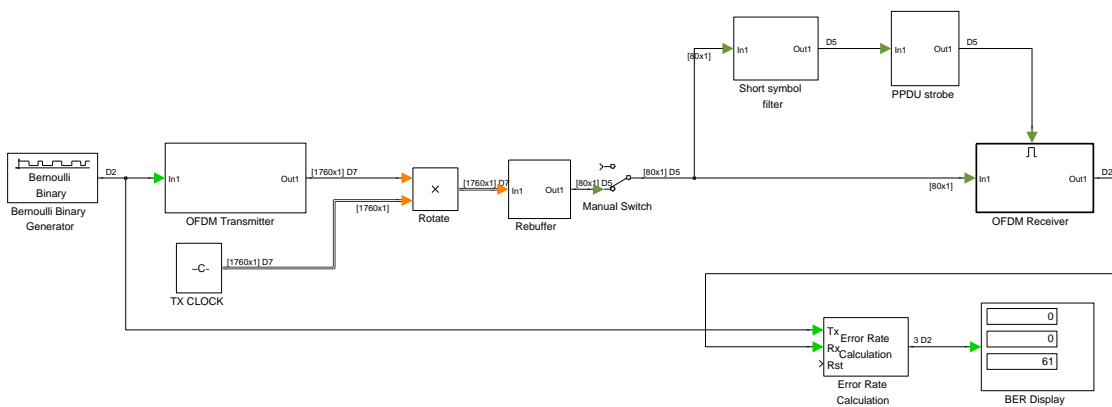 In1
Out1
Short symbol
filter
D5
In1
Out1
PPDU strobe
D5
[80x1]
Bernoulli
Binary
Bernoulli Binary
Generator
D2
In1
Out1
OFDM Transmitter
[1760x1] D7
[1760x1]
×
Rotate
[1760x1] D7
In1
Out1
Rebuffer
[80x1] D5
Manual Switch
[80x1] D5
[80x1]
In1
Out1
OFDM Receiver
D2
-C-
TX CLOCK
[1760x1] D7
Tx
Rx
Rst
Error Rate
Calculation
Error Rate
Calculation
3 D2
0
0
61
BER Display